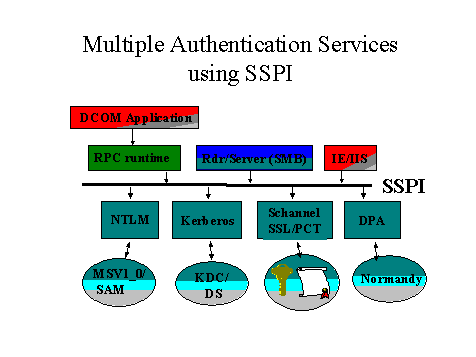 Multiple Authentication Services
using SSPI
DCOM Application
RPC runtime
Rdr/Server (SMB)
IE/IIS
SSPI
NTLM
Kerberos
Schannel
SSL/PCT
DPA
MSV1_0/
SAM
KDC/
DS
Normandy